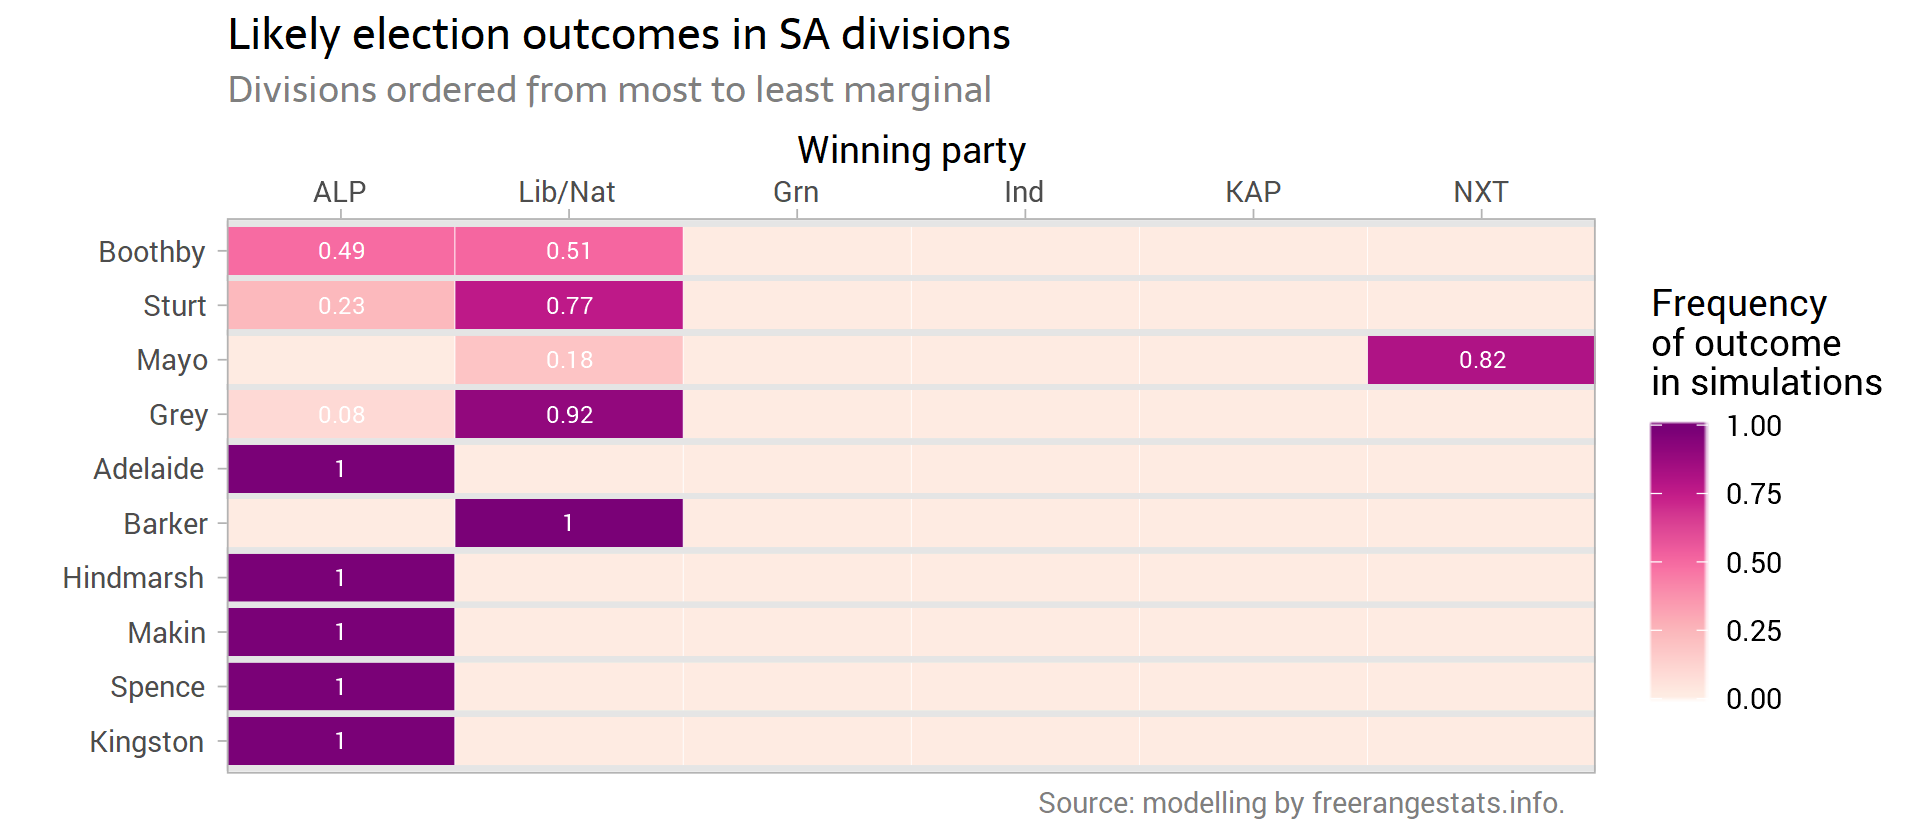 Likely election outcomes in SA divisions
Divisions ordered from most to least marginal
Winning party
ALP Lib/Nat Grn Ind KAP NXT
Boothby 0.49 0.51
Sturt 0.23 0.77
Mayo 0.18 0.82
Grey 0.08 0.92
Adelaide 1
Barker 1
Hindmarsh 1
Makin 1
Spence 1
Kingston 1
Frequency
of outcome
in simulations
1.00
0.75
0.50
0.25
0.00
Source: modelling by freerangestats.info.